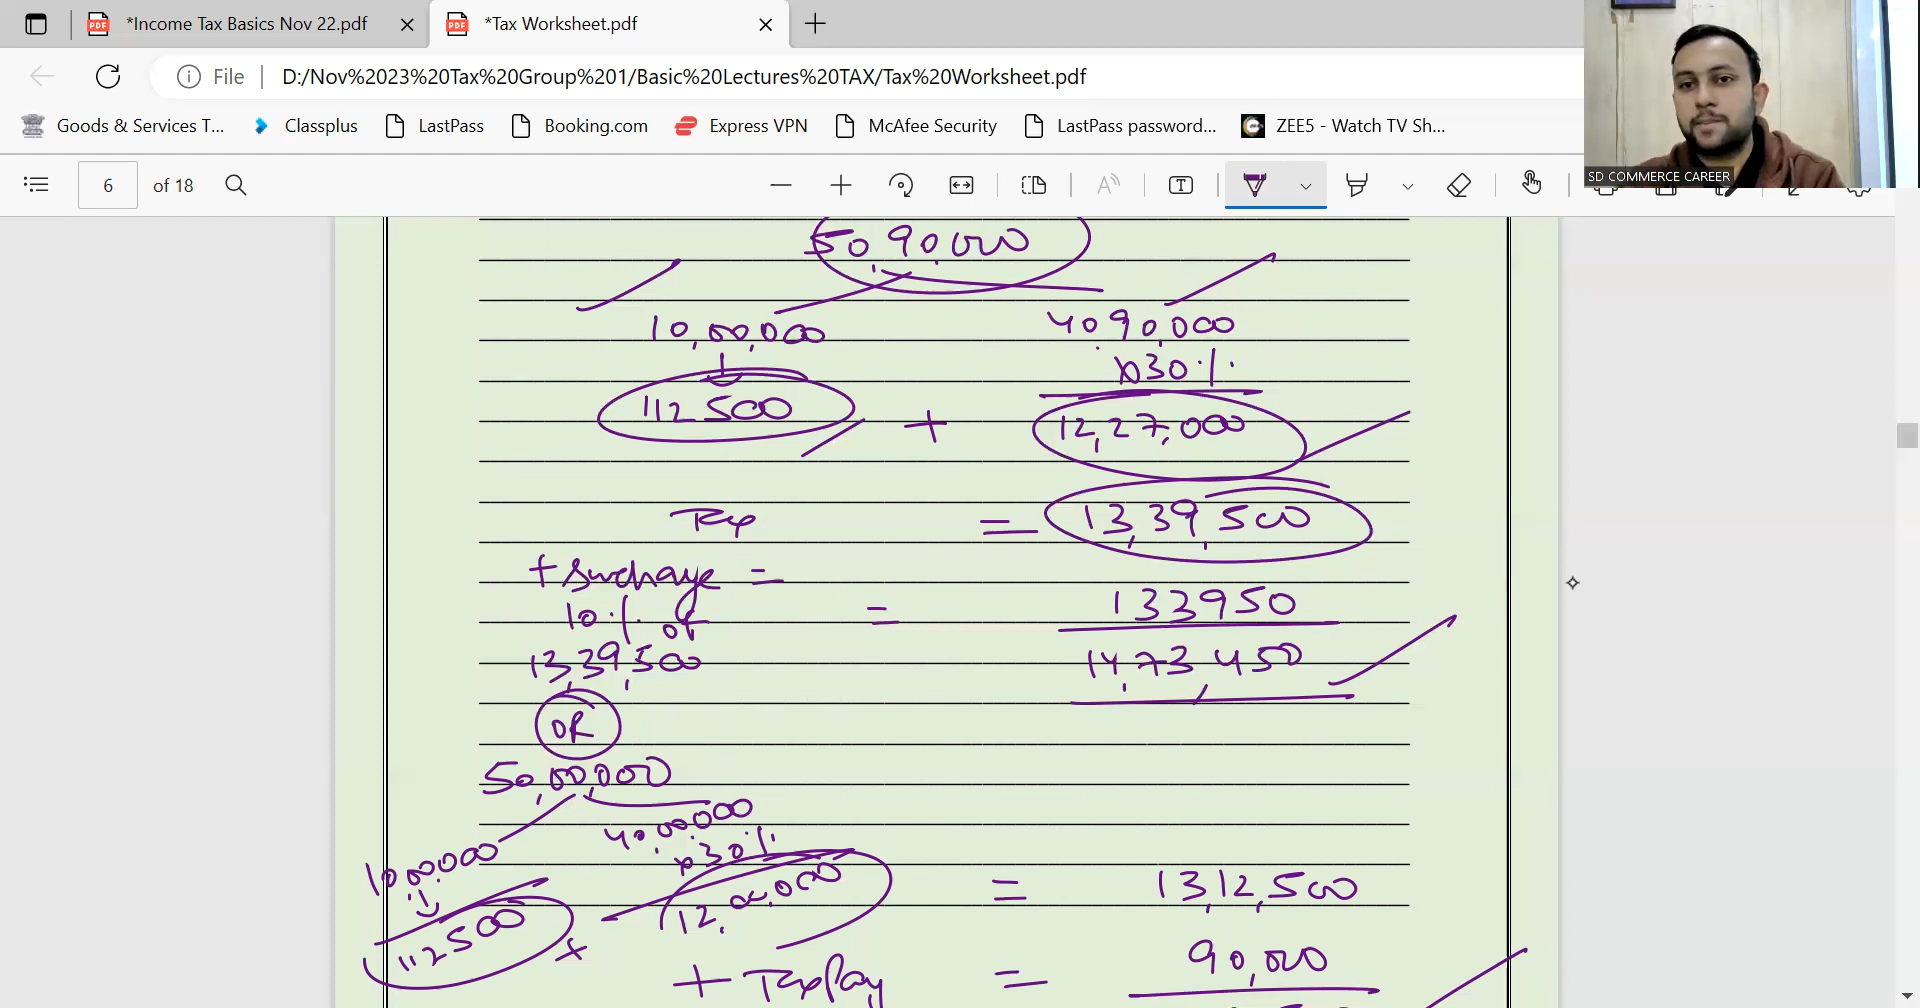 *Income Tax Basics Nov 22.pdf
*Tax Worksheet.pdf
File D:/Nov%2023%20Tax%20Group%201/Basic%20Lectures%20TAX/Tax%20Worksheet.pdf
Goods & Services T... Classplus LastPass Booking.com Express VPN McAfee Security LastPass password... ZEE5 - Watch TV Sh...
6 of 18
SD COMMERCE CAREER
50,90,000
10,00,000 40,90,000
x30%
112500 + 12,27,000
Tax = 13,39,500
+ Surcharge =
10% of = 133950
13,39,500 14,73,450
OR
50,00,000
40,00,000
10,00,000 x30%
112500 + 12,00,000 = 13,12,500
+ Tax Pay = 90,000